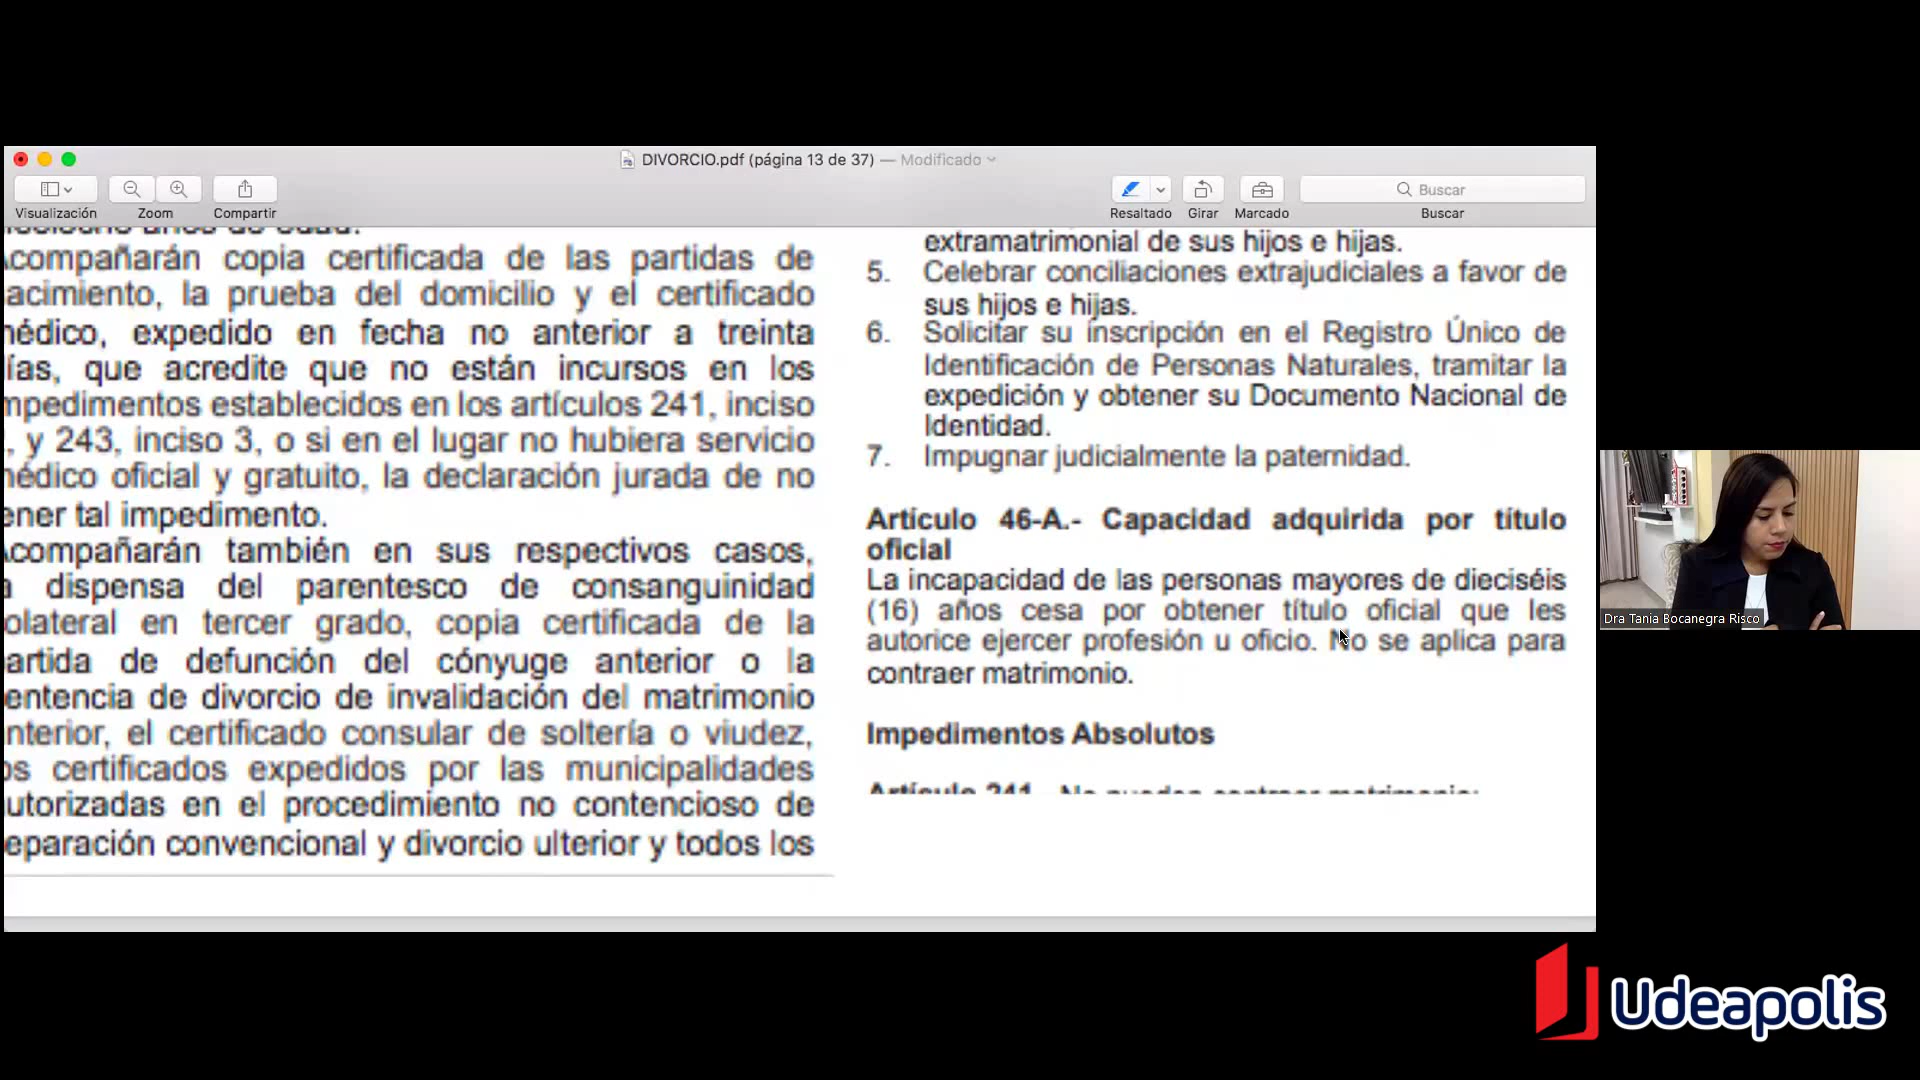 DIVORCIO.pdf (página 13 de 37) — Modificado
Buscar
Visualización
Zoom
Compartir
Resaltado
Girar
Marcado
Buscar
compañarán copia certificada de las partidas de
acimiento, la prueba del domicilio y el certificado
édico, expedido en fecha no anterior a treinta
ías, que acredite que no están incursos en los
mpedimentos establecidos en los artículos 241, inciso
, y 243, inciso 3, o si en el lugar no hubiera servicio
édico oficial y gratuito, la declaración jurada de no
ener tal impedimento.
compañarán también en sus respectivos casos,
a dispensa del parentesco de consanguinidad
olateral en tercer grado, copia certificada de la
artida de defunción del cónyuge anterior o la
entencia de divorcio de invalidación del matrimonio
nterior, el certificado consular de soltería o viudez,
os certificados expedidos por las municipalidades
utorizadas en el procedimiento no contencioso de
eparación convencional y divorcio ulterior y todos los
extramatrimonial de sus hijos e hijas.
5. Celebrar conciliaciones extrajudiciales a favor de
sus hijos e hijas.
6. Solicitar su inscripción en el Registro Único de
Identificación de Personas Naturales, tramitar la
expedición y obtener su Documento Nacional de
Identidad.
7. Impugnar judicialmente la paternidad.
Artículo 46-A.- Capacidad adquirida por título
oficial
La incapacidad de las personas mayores de dieciséis
(16) años cesa por obtener título oficial que les
autorice ejercer profesión u oficio. No se aplica para
contraer matrimonio.
Impedimentos Absolutos
Artículo 241.- No pueden contraer matrimonio:
Dra Tania Bocanegra Risco
Udeapolis